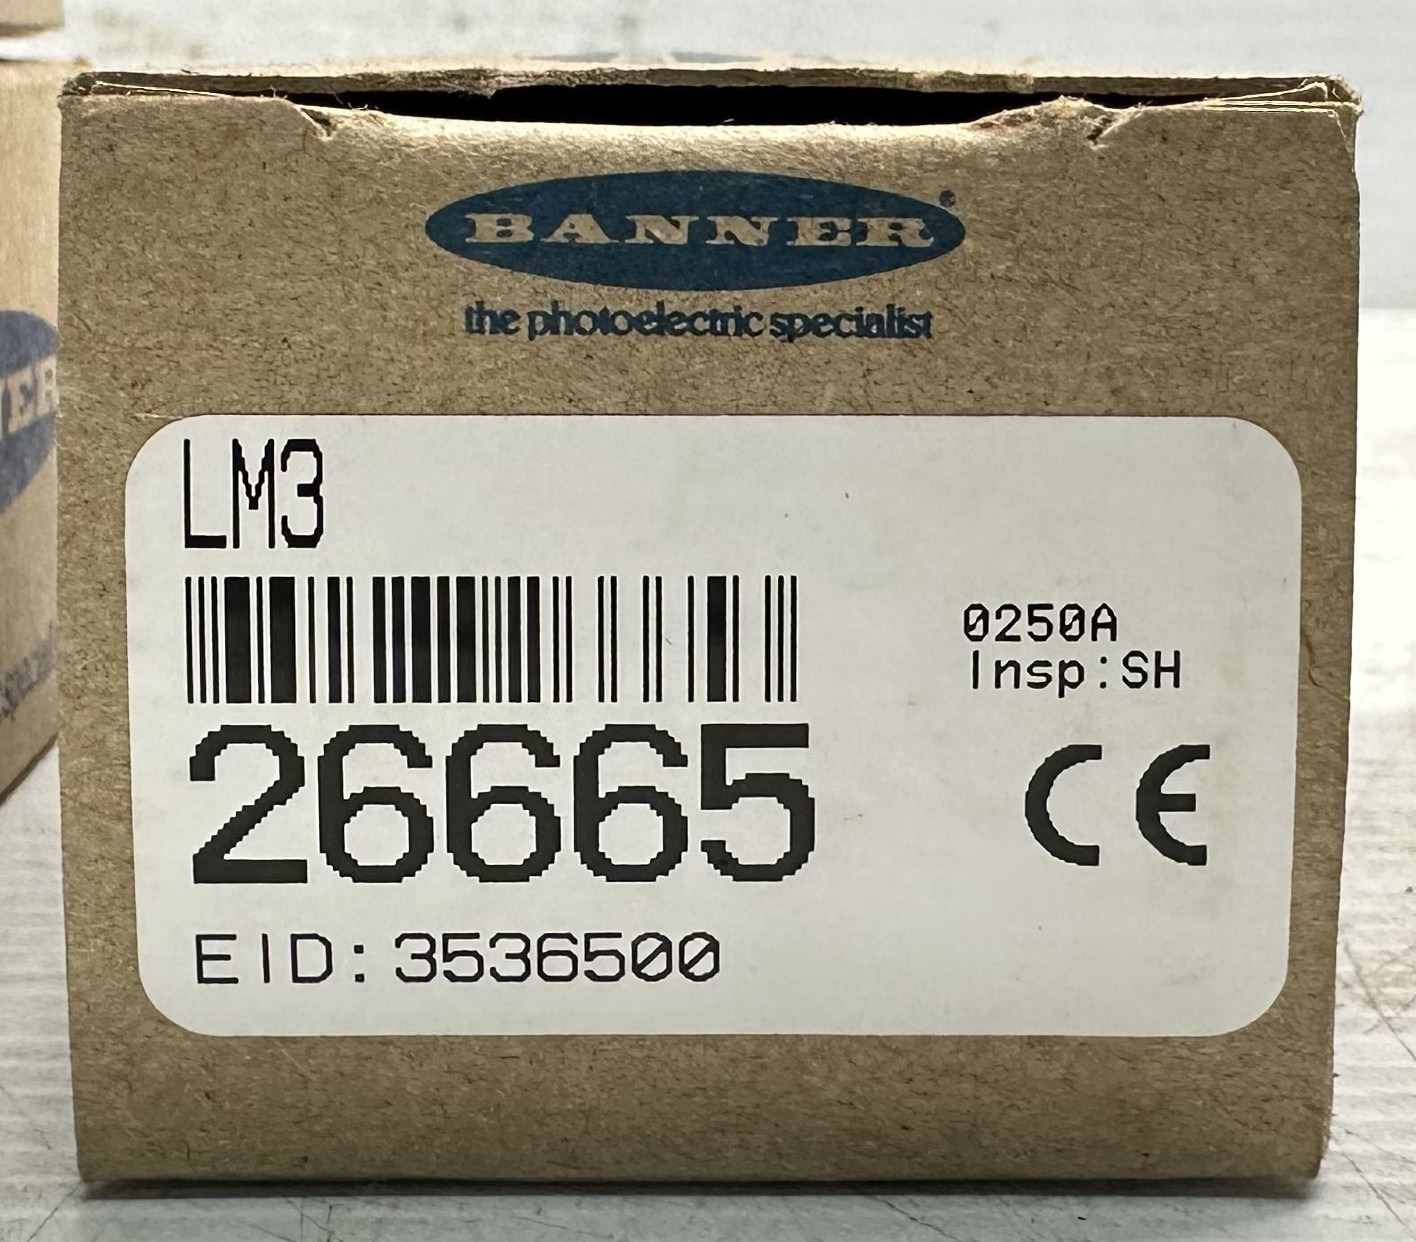 BANNER®
the photoelectric specialist
LM3
0250A
Insp:SH
26665
CE
EID:3536500